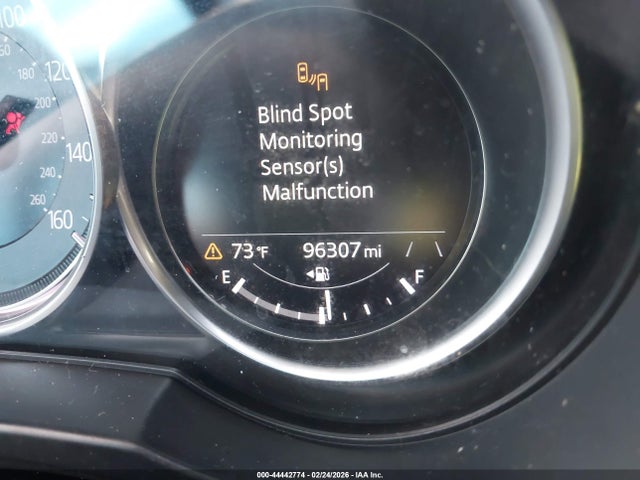 100
120
140
160
180
200
220
240
260
Blind Spot
Monitoring
Sensor(s)
Malfunction
73°F 96307 mi
E F
000-44442774 | 02/24/2026 | IAA Inc.